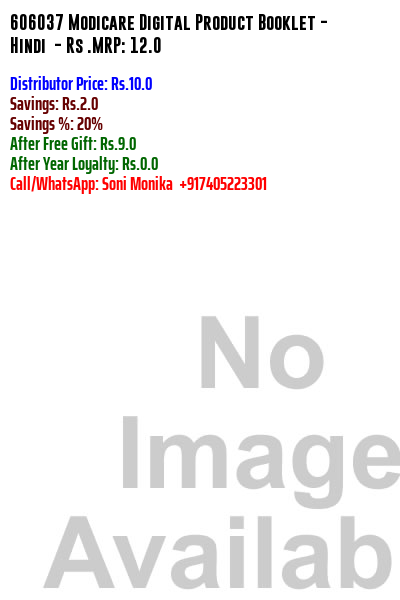 606037 Modicare Digital Product Booklet -
Hindi - Rs .MRP: 12.0
Distributor Price: Rs.10.0
Savings: Rs.2.0
Savings %: 20%
After Free Gift: Rs.9.0
After Year Loyalty: Rs.0.0
Call/WhatsApp: Soni Monika +917405223301
No
Image
Availab